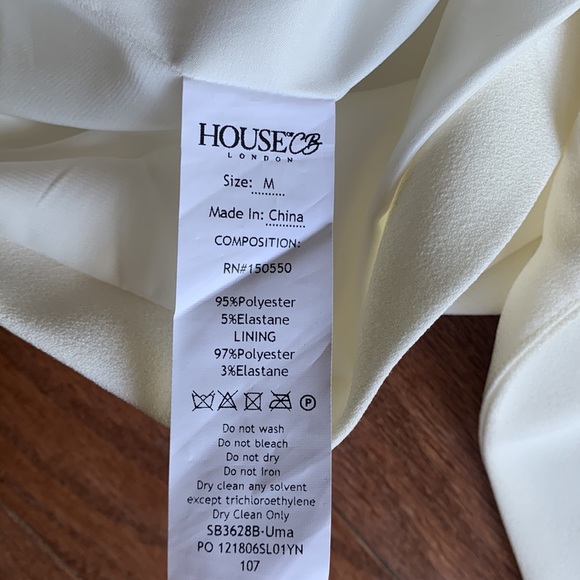 HOUSE OF CB
LONDON
Size: M
Made In: China
COMPOSITION:
RN#150550
95%Polyester
5%Elastane
LINING
97%Polyester
3%Elastane
P
Do not wash
Do not bleach
Do not dry
Do not Iron
Dry clean any solvent
except trichloroethylene
Dry Clean Only
SB3628B-Uma
PO 121806SL01YN
107